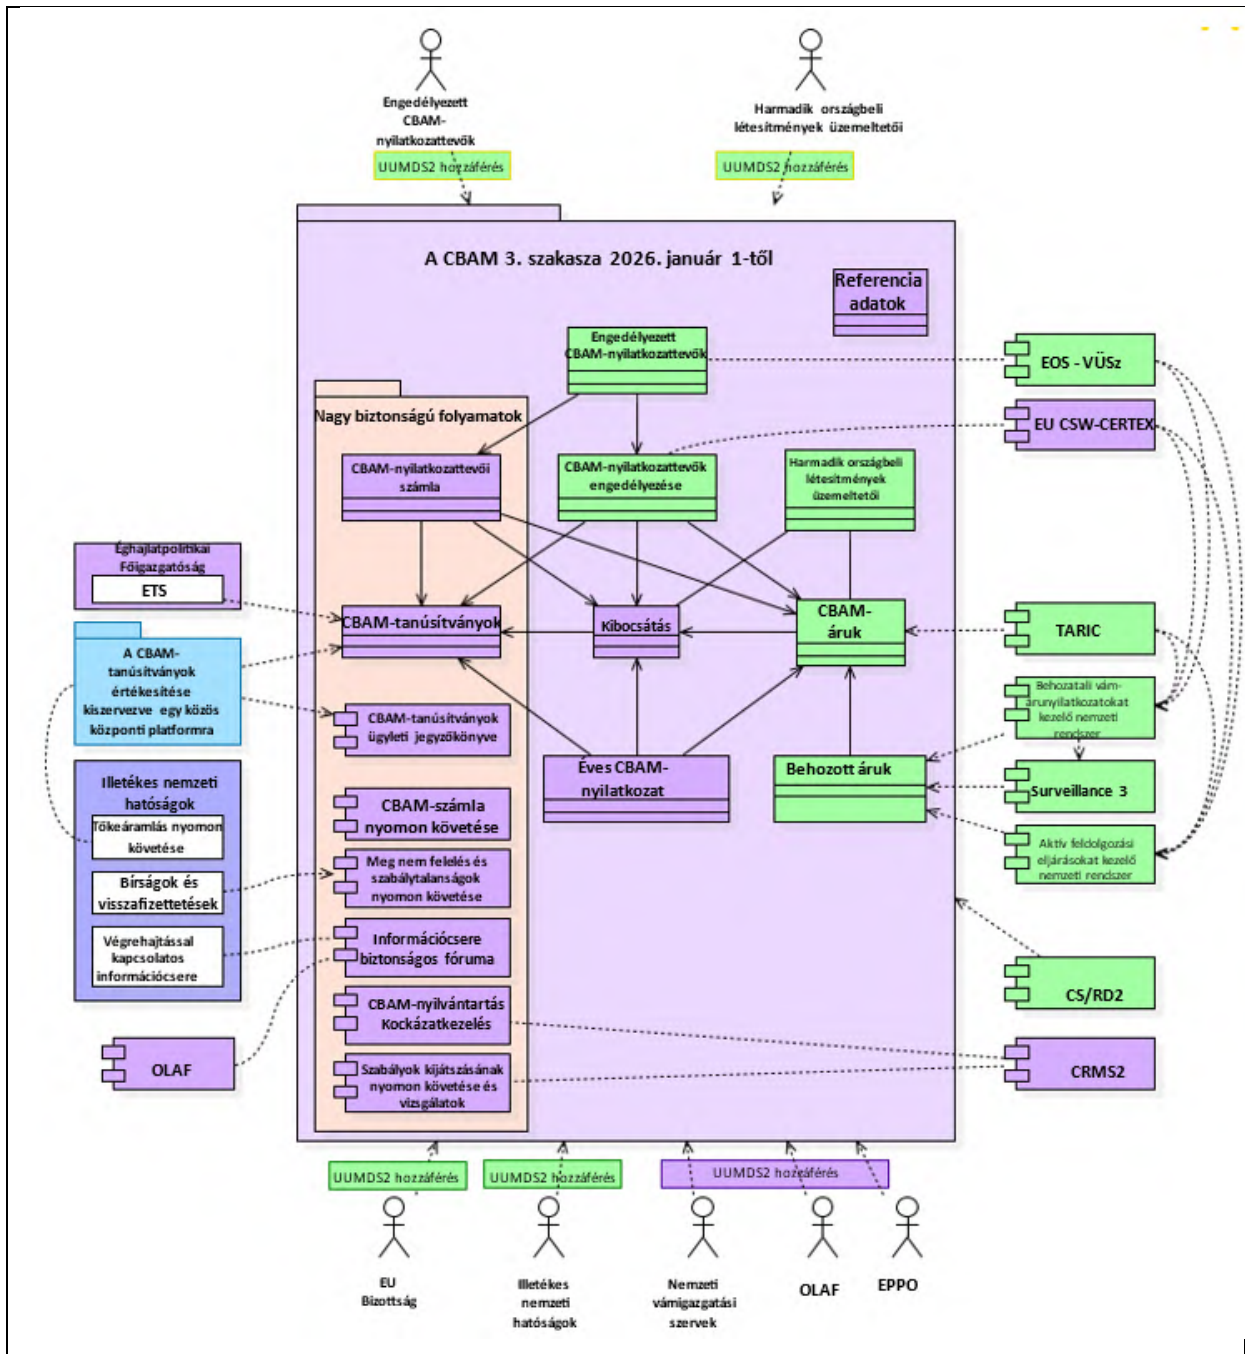 Engedélyezett
CBAM-
nyilatkozattevők
Harmadik országbeli
létesítmények üzemeltetői
UUMDS2 hozzáférés
UUMDS2 hozzáférés
A CBAM 3. szakasza 2026. január 1-től
Referencia
adatok
Engedélyezett
CBAM-nyilatkozattevők
EOS - VÜSz
EU CSW-CERTEX
Nagy biztonságú folyamatok
CBAM-nyilatkozattevői
számla
CBAM-nyilatkozattevők
engedélyezése
Harmadik országbeli
létesítmények
üzemeltetői
Éghajlatpolitikai
Főigazgatóság
ETS
CBAM-tanúsítványok
Kibocsátás
CBAM-
áruk
TARIC
A CBAM-
tanúsítványok
értékesítése
kiszervezve egy közös
központi platformra
CBAM-tanúsítványok
ügyleti jegyzőkönyve
Behozatali vám-
árunyilatkozatokat
kezelő nemzeti
rendszer
Éves CBAM-
nyilatkozat
Behozott áruk
Surveillance 3
Illetékes nemzeti
hatóságok
Tőkeáramlás nyomon
követése
CBAM-számla
nyomon követése
Aktív feldolgozási
eljárásokat kezelő
nemzeti rendszer
Bírságok és
visszafizettetések
Meg nem felelés és
szabálytalanságok
nyomon követése
Végrehajtással
kapcsolatos
információcsere
Információcsere
biztonságos fóruma
CBAM-nyilvántartás
Kockázatkezelés
CS/RD2
OLAF
Szabályok kijátszásának
nyomon követése és
vizsgálatok
CRMS2
UUMDS2 hozzáférés
UUMDS2 hozzáférés
UUMDS2 hozzáférés
EU
Bizottság
Illetékes
nemzeti
hatóságok
Nemzeti
vámigazgatási
szervek
OLAF
EPPO